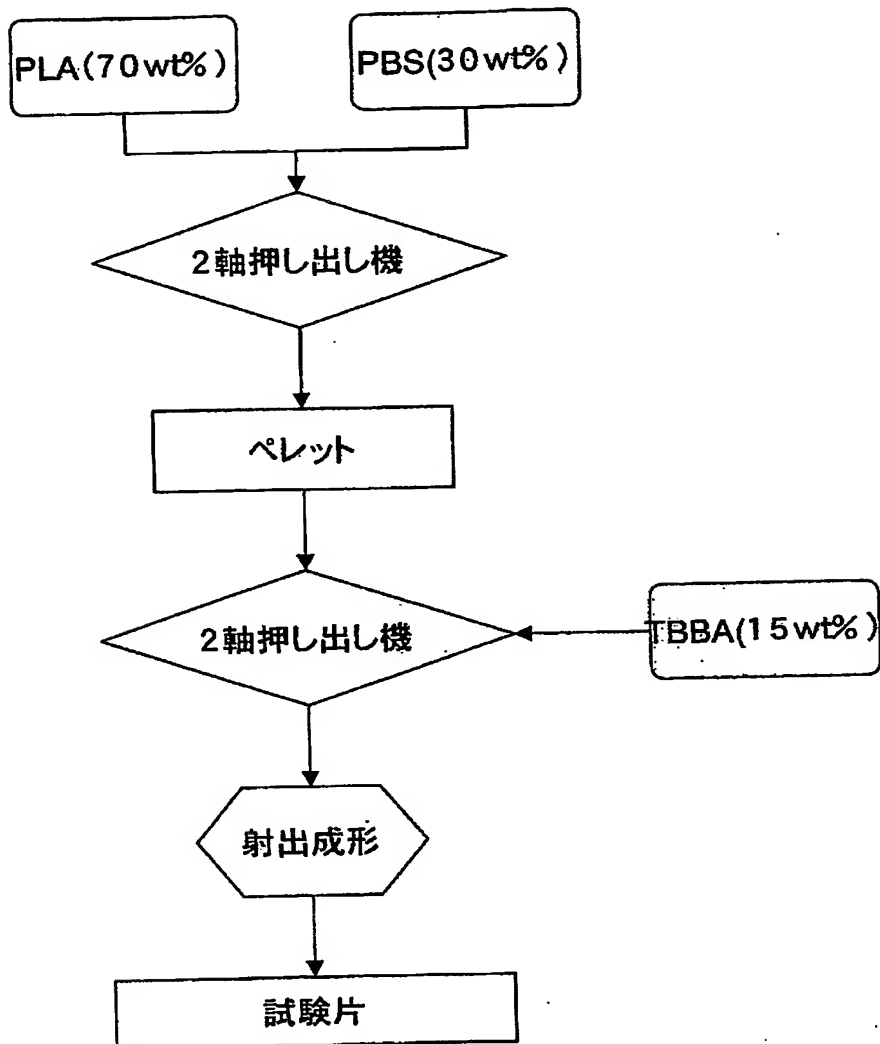 PLA(70wt%)
PBS(30wt%)
2軸押し出し機
ペレット
2軸押し出し機
TBBA(15wt%)
射出成形
試験片